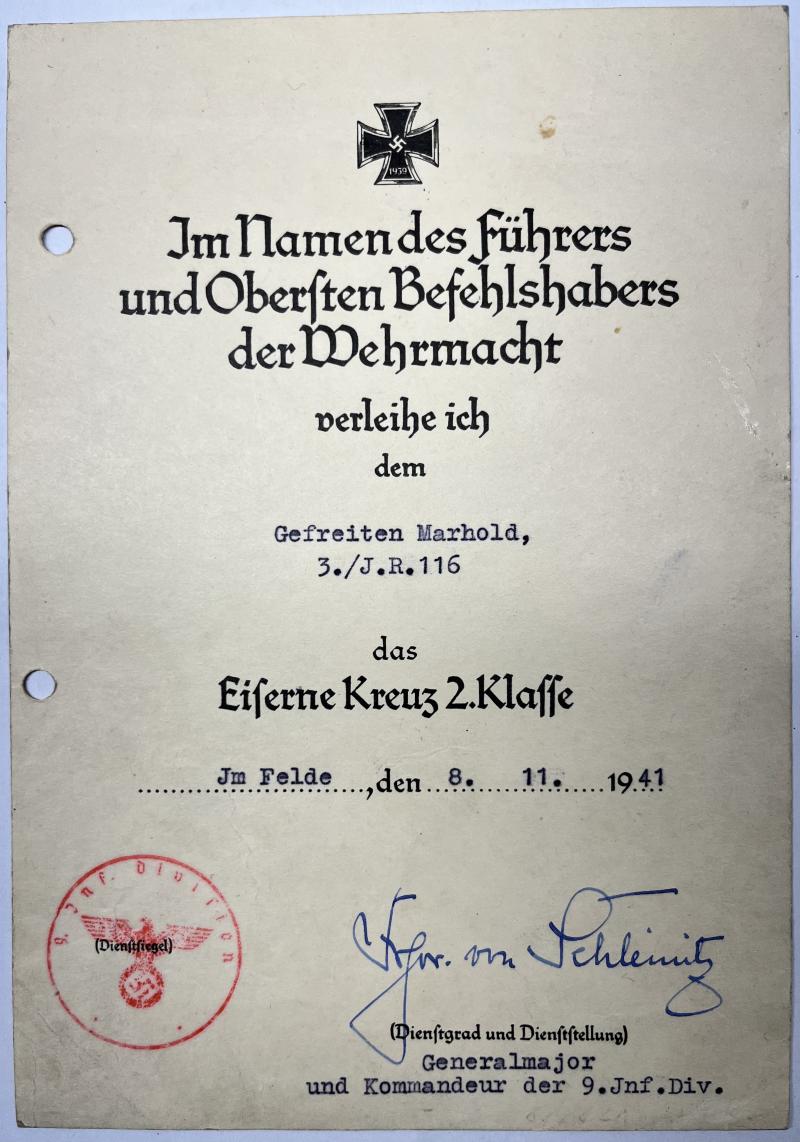 1939
Im Namen des Führers
und Oberſten Befehlshabers
der Wehrmacht
verleihe ich
dem
Gefreiten Marhold,
3./J.R.116
das
Eiſerne Kreuz 2.Klaſſe
Jm Felde, den 8. 11. 1941
9. Inf. Diviſion
(Dienſtſiegel)
Frhr. von Schleinitz
(Dienſtgrad und Dienſtſtellung)
Generalmajor
und Kommandeur der 9.Jnf.Div.